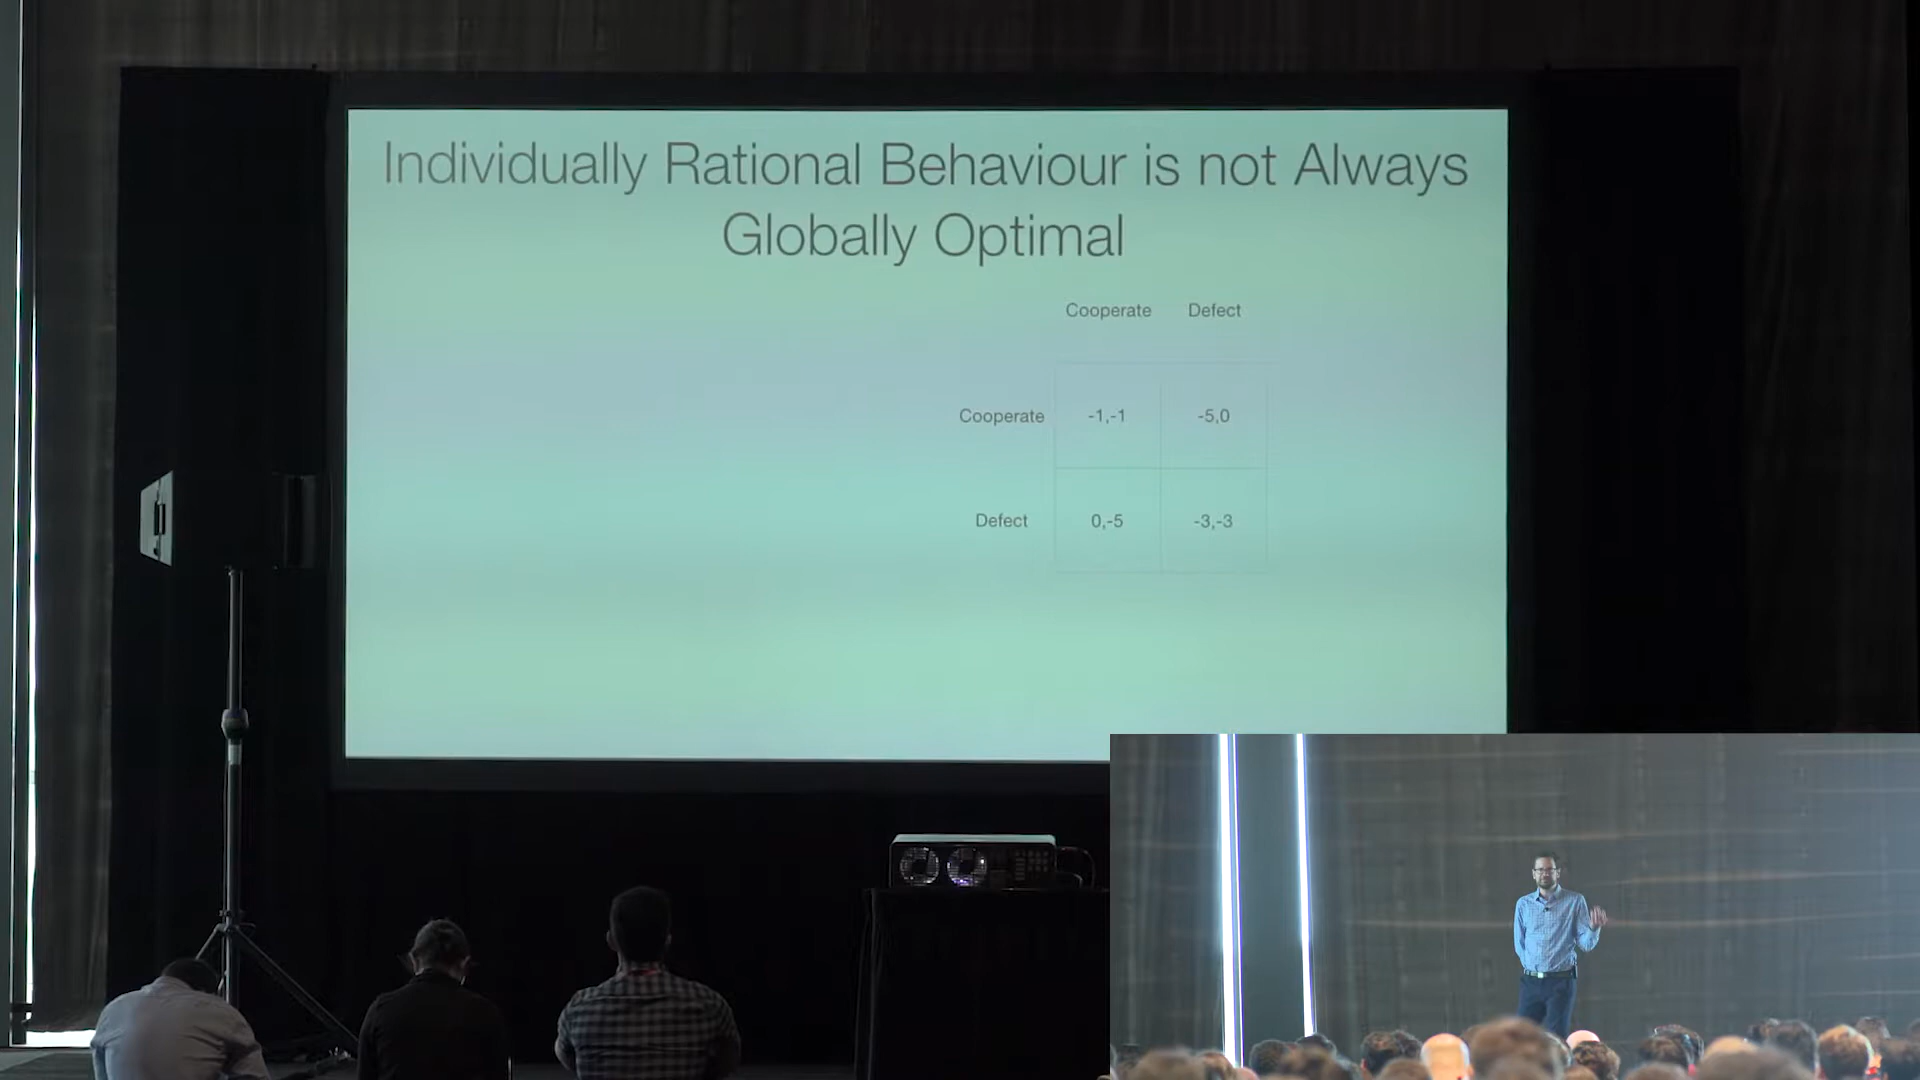 Individually Rational Behaviour is not Always
Globally Optimal
Cooperate Defect
Cooperate -1,-1 -5,0
Defect 0,-5 -3,-3